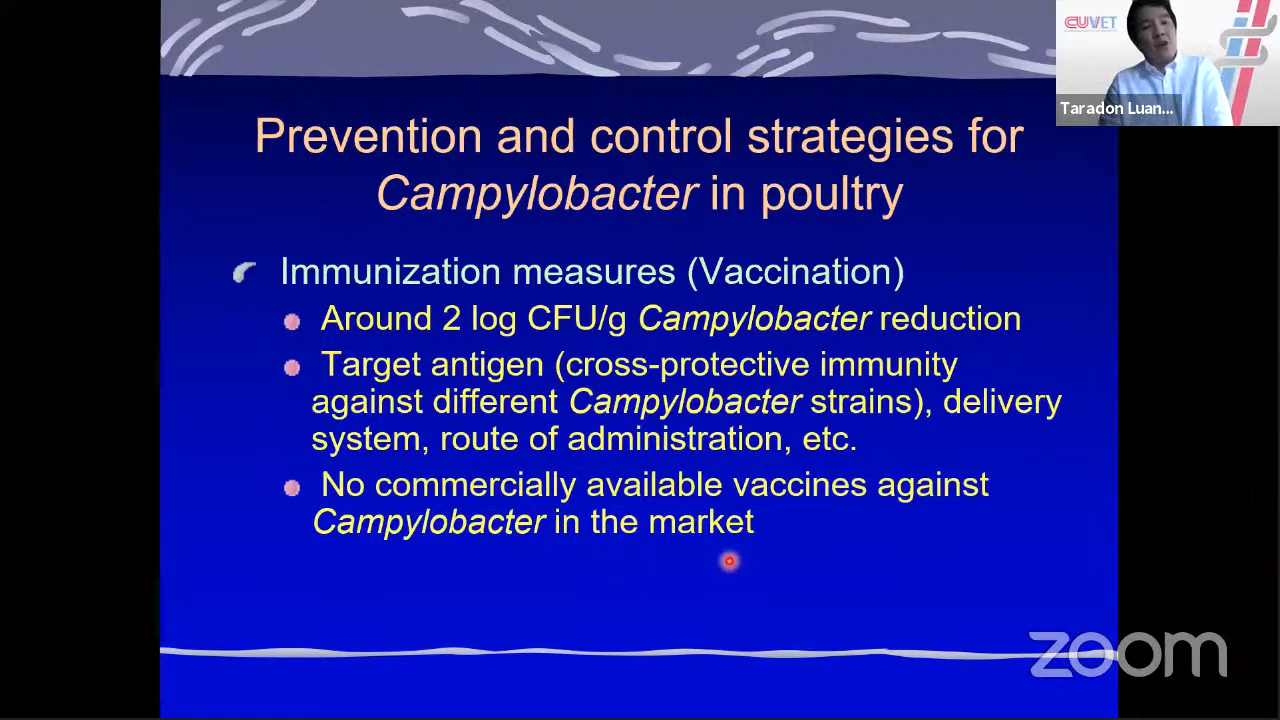 CUVET
Taradon Luan...
Prevention and control strategies for
Campylobacter in poultry
Immunization measures (Vaccination)
Around 2 log CFU/g Campylobacter reduction
Target antigen (cross-protective immunity
against different Campylobacter strains), delivery
system, route of administration, etc.
No commercially available vaccines against
Campylobacter in the market
zoom